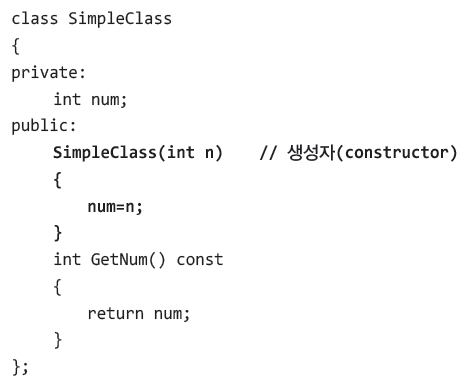 class SimpleClass
{
private:
    int num;
public:
    SimpleClass(int n)    // 생성자(constructor)
    {
        num=n;
    }
    int GetNum() const
    {
        return num;
    }
};